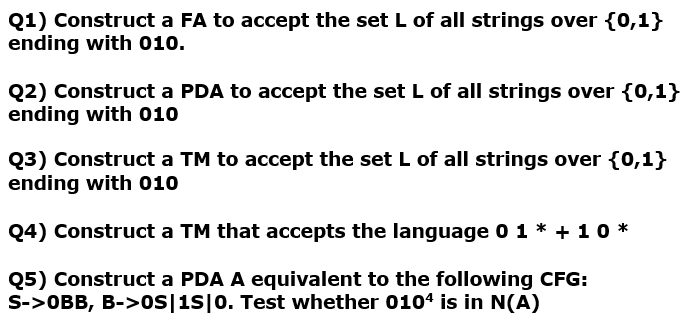 Q1) Construct a FA to accept the set L of all strings over {0,1}
ending with 010.
Q2) Construct a PDA to accept the set L of all strings over {0,1}
ending with 010
Q3) Construct a TM to accept the set L of all strings over {0,1}
ending with 010
Q4) Construct a TM that accepts the language 0 1 * + 1 0 *
Q5) Construct a PDA A equivalent to the following CFG:
S->0BB, B->0S|1S|0. Test whether 010⁴ is in N(A)